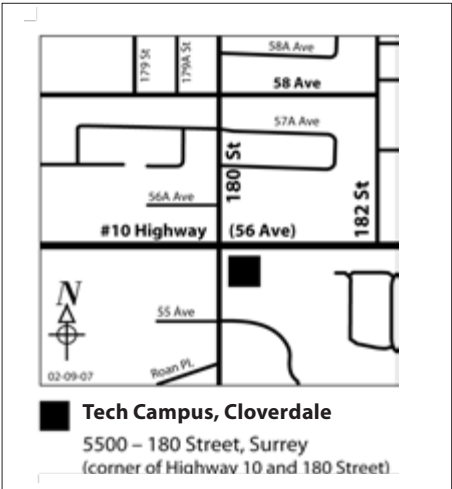 58A Ave
179 St
179A St
58 Ave
57A Ave
180 St
182 St
56A Ave
#10 Highway (56 Ave)
N
55 Ave
Roan Pl.
02-09-07
Tech Campus, Cloverdale
5500 – 180 Street, Surrey
(corner of Highway 10 and 180 Street)